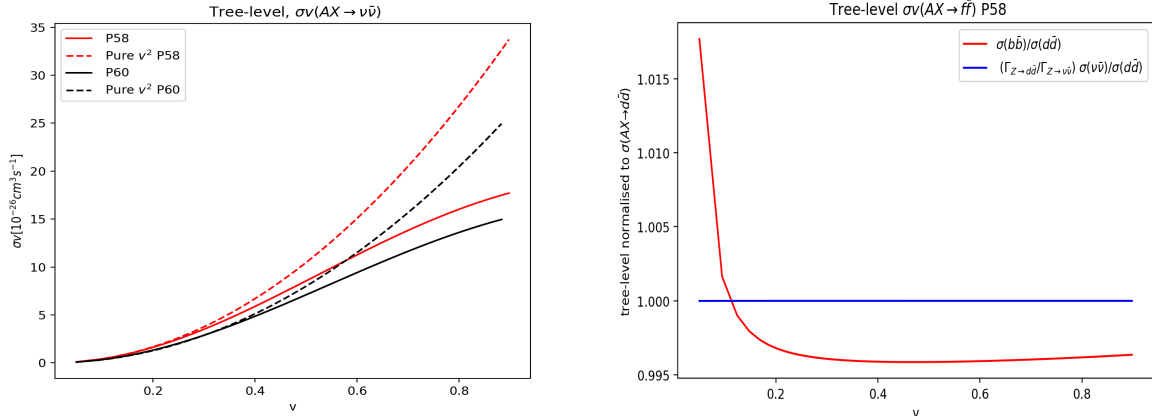 Tree-level, σv(AX → νν̄)
P58
Pure v² P58
P60
Pure v² P60
σv[10⁻²⁶cm³s⁻¹]
35
30
25
20
15
10
5
0
0.2
0.4
0.6
0.8
v
Tree-level σv(AX → ff̄) P58
σ(bb̄)/σ(dd̄)
(Γ_{Z→dd̄}/Γ_{Z→νν̄}) σ(νν̄)/σ(dd̄)
tree-level normalised to σ(AX→dd̄)
1.015
1.010
1.005
1.000
0.995
0.2
0.4
0.6
0.8
v